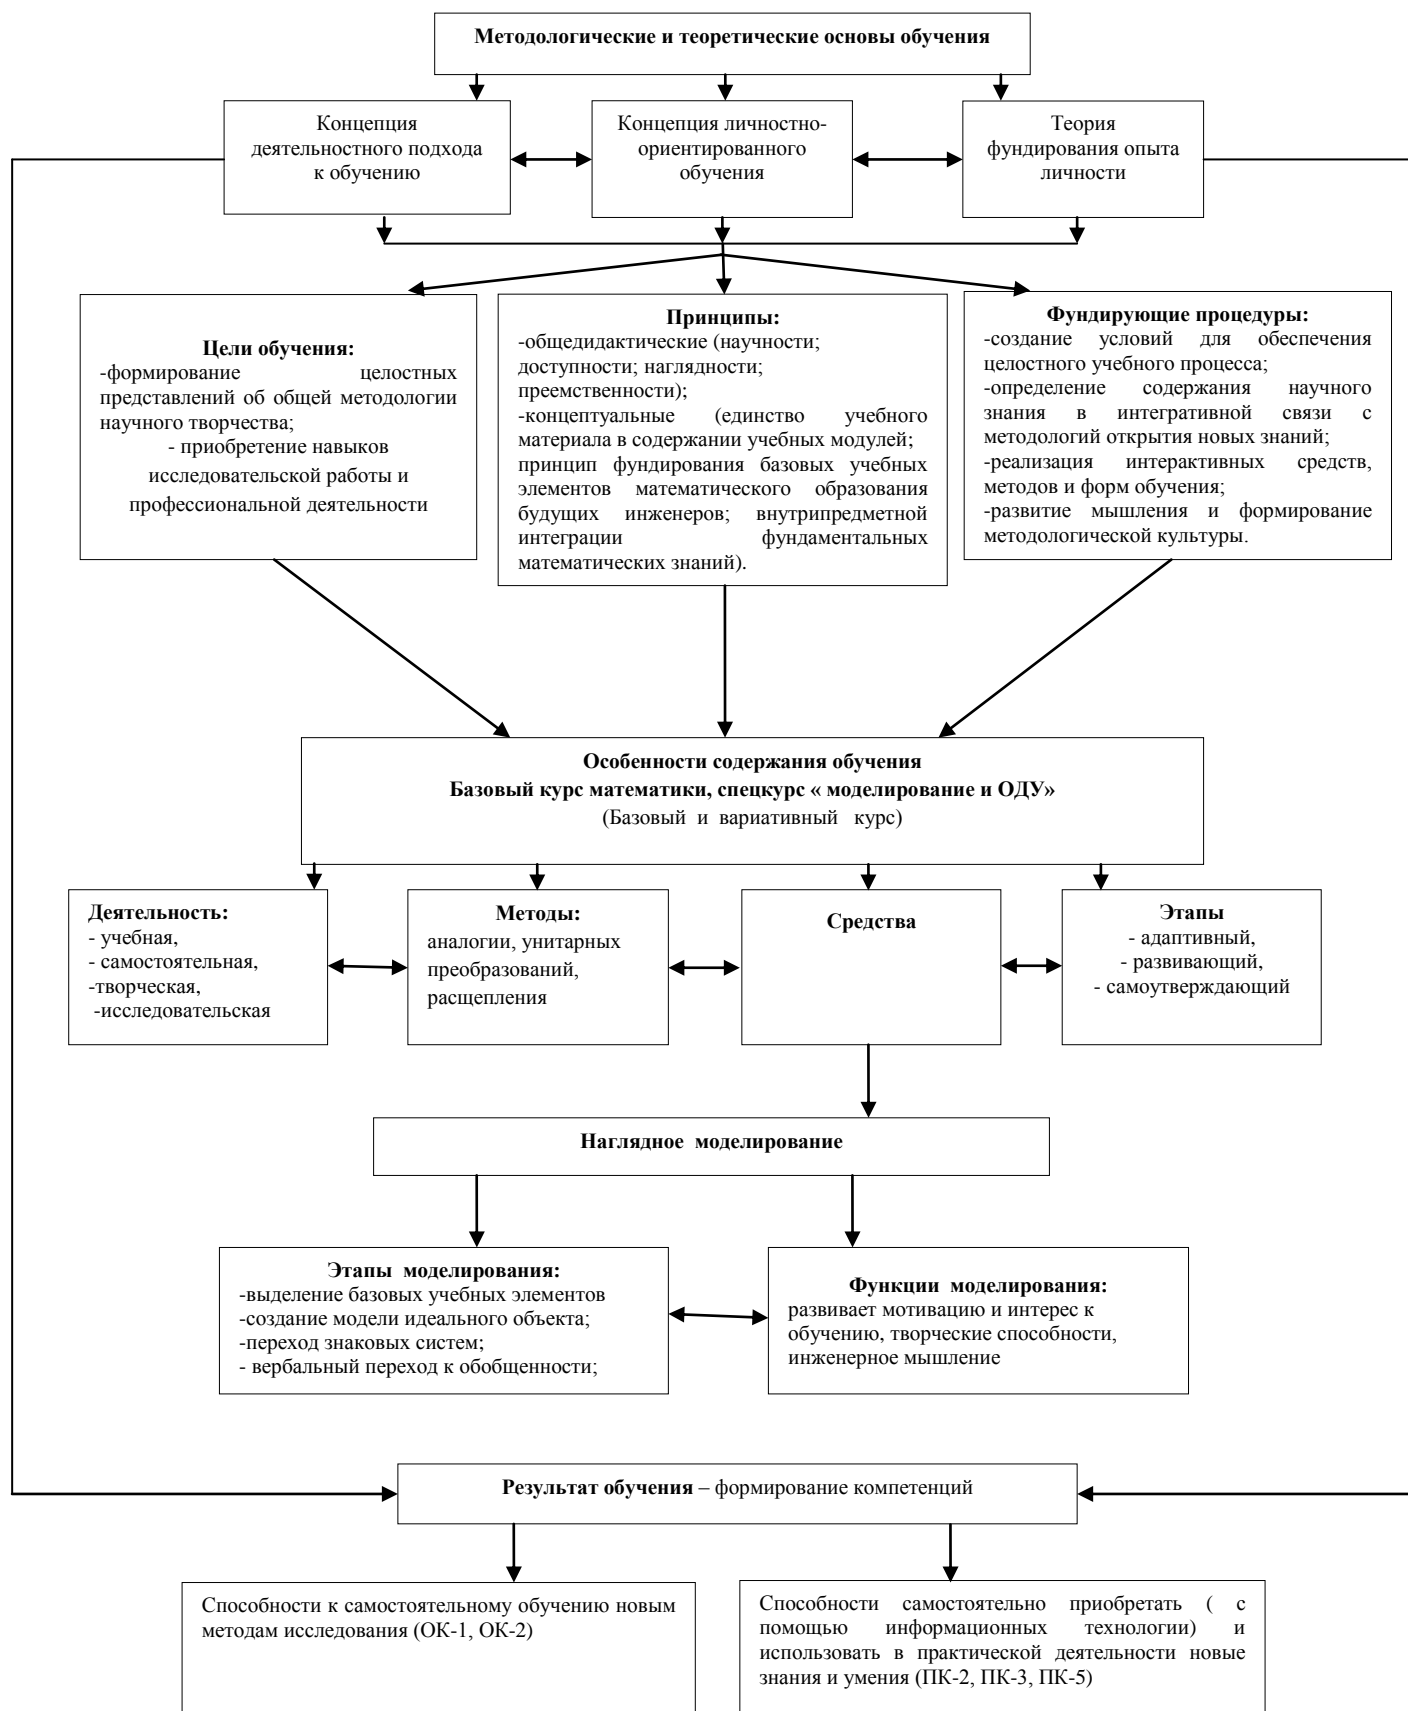 Методологические и теоретические основы обучения
Концепция
деятельностного подхода
к обучению
Концепция личностно-
ориентированного
обучения
Теория
фундирования опыта
личности
Цели обучения:
-формирование целостных
представлений об общей методологии
научного творчества;
- приобретение навыков
исследовательской работы и
профессиональной деятельности
Принципы:
-общедидактические (научности;
доступности; наглядности;
преемственности);
-концептуальные (единство учебного
материала в содержании учебных модулей;
принцип фундирования базовых учебных
элементов математического образования
будущих инженеров; внутрипредметной
интеграции фундаментальных
математических знаний).
Фундирующие процедуры:
-создание условий для обеспечения
целостного учебного процесса;
-определение содержания научного
знания в интегративной связи с
методологий открытия новых знаний;
-реализация интерактивных средств,
методов и форм обучения;
-развитие мышления и формирование
методологической культуры.
Особенности содержания обучения
Базовый курс математики, спецкурс « моделирование и ОДУ»
(Базовый и вариативный курс)
Деятельность:
- учебная,
- самостоятельная,
-творческая,
-исследовательская
Методы:
аналогии, унитарных
преобразований,
расщепления
Средства
Этапы
- адаптивный,
- развивающий,
- самоутверждающий
Наглядное моделирование
Этапы моделирования:
-выделение базовых учебных элементов
-создание модели идеального объекта;
-переход знаковых систем;
- вербальный переход к обобщенности;
Функции моделирования:
развивает мотивацию и интерес к
обучению, творческие способности,
инженерное мышление
Результат обучения – формирование компетенций
Способности к самостоятельному обучению новым
методам исследования (ОК-1, ОК-2)
Способности самостоятельно приобретать ( с
помощью информационных технологии) и
использовать в практической деятельности новые
знания и умения (ПК-2, ПК-3, ПК-5)